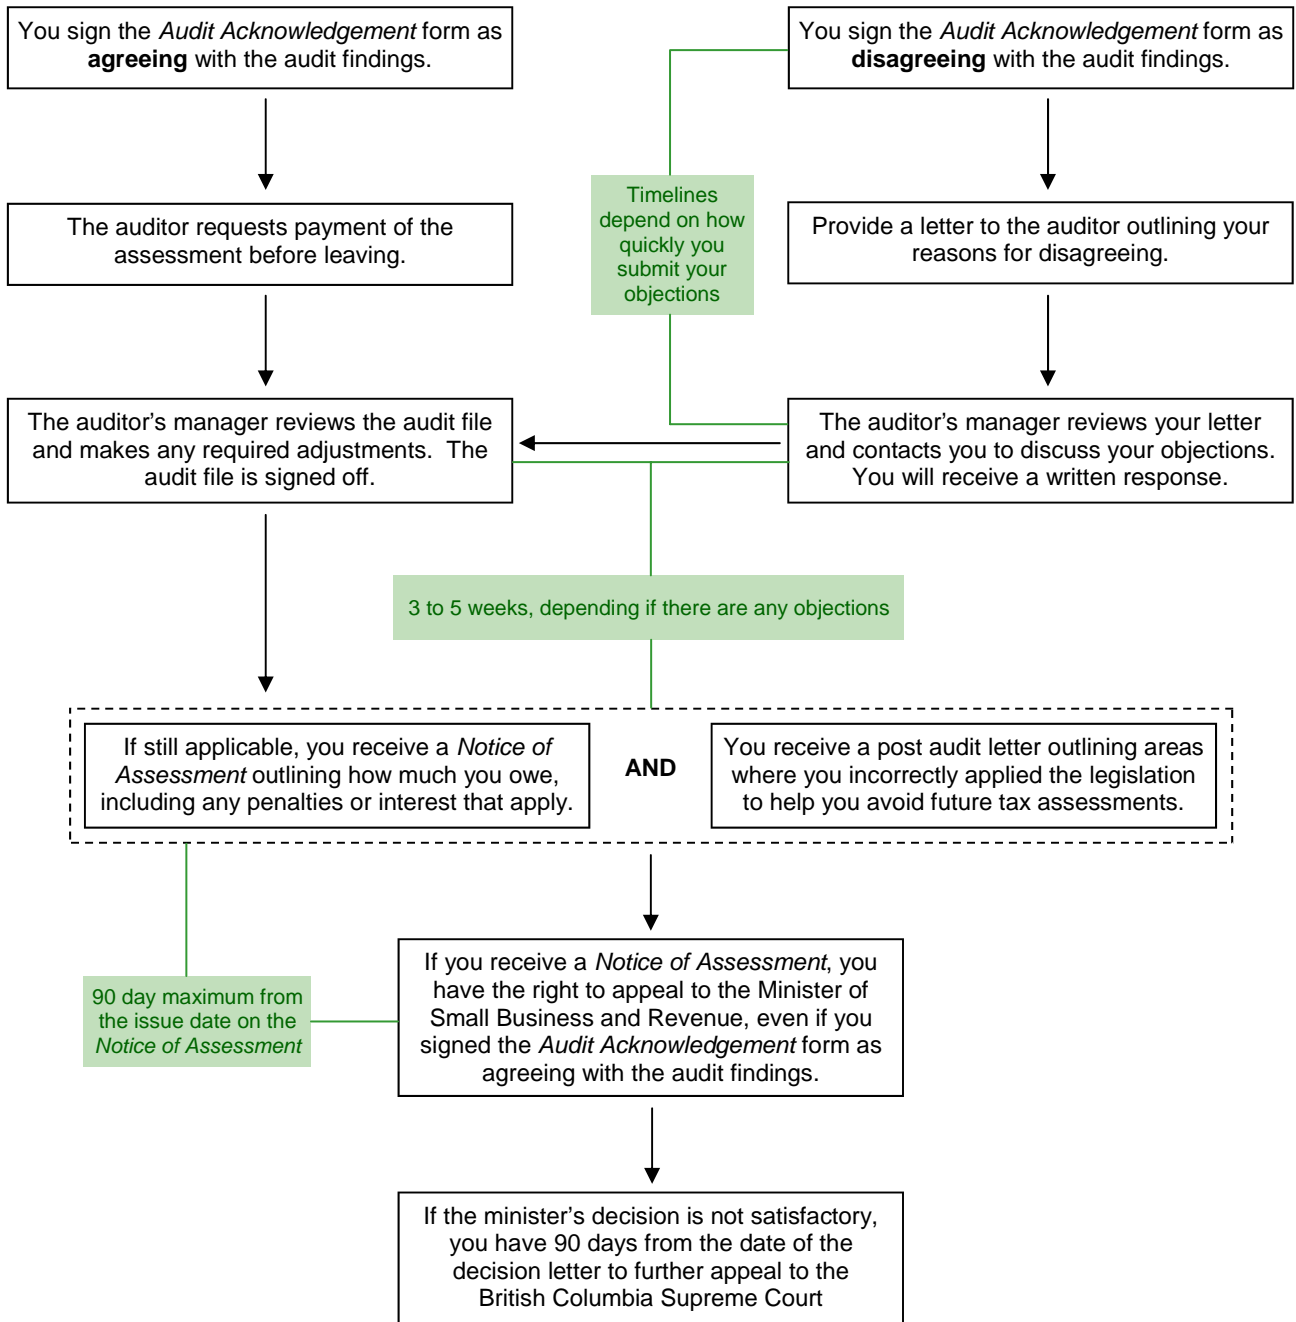 You sign the Audit Acknowledgement form as
agreeing with the audit findings.
You sign the Audit Acknowledgement form as
disagreeing with the audit findings.
Timelines
depend on how
quickly you
submit your
objections
The auditor requests payment of the
assessment before leaving.
Provide a letter to the auditor outlining your
reasons for disagreeing.
The auditor’s manager reviews the audit file
and makes any required adjustments.  The
audit file is signed off.
The auditor’s manager reviews your letter
and contacts you to discuss your objections.
You will receive a written response.
3 to 5 weeks, depending if there are any objections
If still applicable, you receive a Notice of
Assessment outlining how much you owe,
including any penalties or interest that apply.
AND
You receive a post audit letter outlining areas
where you incorrectly applied the legislation
to help you avoid future tax assessments.
90 day maximum from
the issue date on the
Notice of Assessment
If you receive a Notice of Assessment, you
have the right to appeal to the Minister of
Small Business and Revenue, even if you
signed the Audit Acknowledgement form as
agreeing with the audit findings.
If the minister’s decision is not satisfactory,
you have 90 days from the date of the
decision letter to further appeal to the
British Columbia Supreme Court